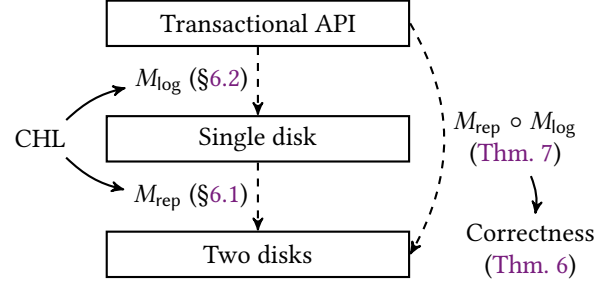 Transactional API
M_log (§6.2)
CHL
Single disk
M_rep ∘ M_log
(Thm. 7)
M_rep (§6.1)
Two disks
Correctness
(Thm. 6)